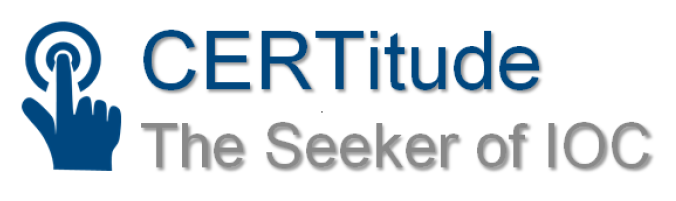 CERTitude
The Seeker of IOC